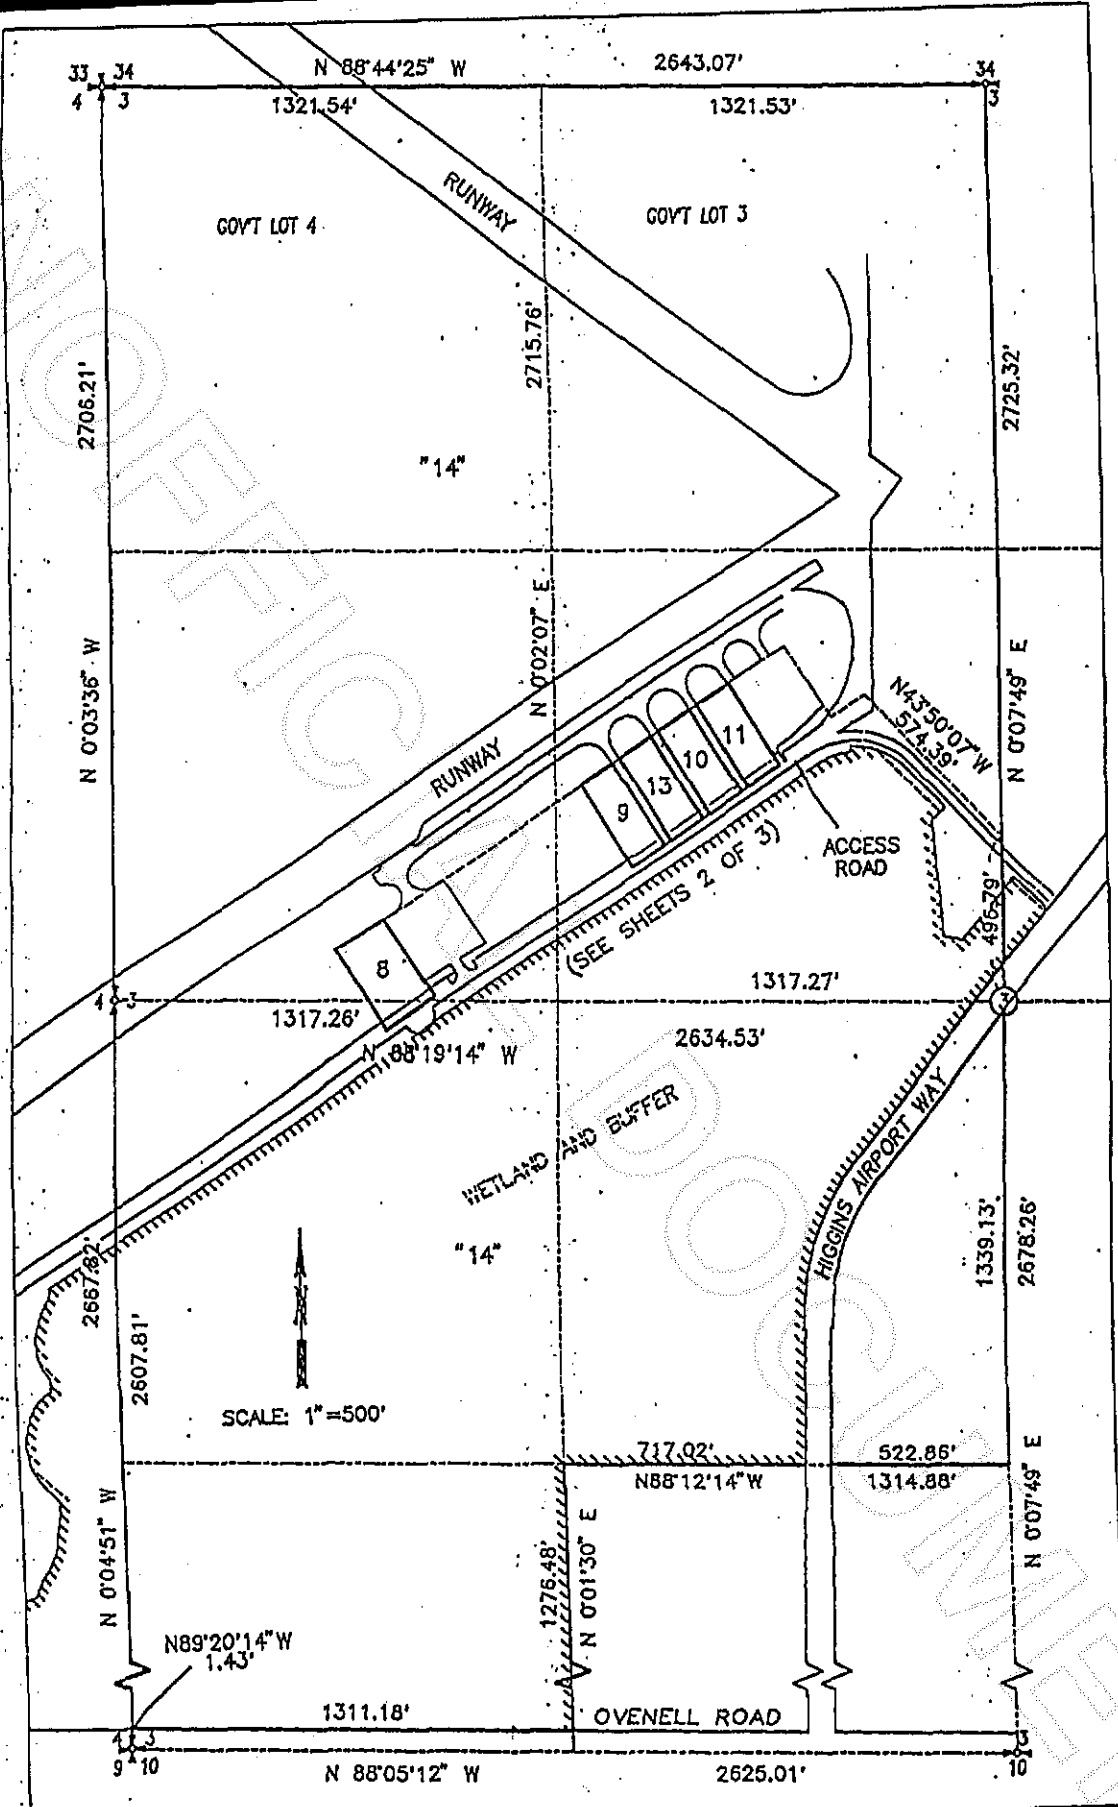 33 34
N 88°44'25" W
2643.07'
34
4 3
1321.54'
1321.53'
3
RUNWAY
GOV'T LOT 4
GOV'T LOT 3
2706.21'
2715.76'
2725.32'
"14"
N 0°03'36" W
N 0°02'07" E
N 0°07'49" E
N43°50'07"W
574.39'
RUNWAY
11
10
13
9
ACCESS
ROAD
(SEE SHEETS 2 OF 3)
496.79'
8
4 3
1317.26'
1317.27'
N 88°19'14" W
2634.53'
WETLAND AND BUFFER
HIGGINS AIRPORT WAY
"14"
2667.82'
2607.81'
1339.13'
2678.26'
SCALE: 1"=500'
717.02'
522.86'
N88°12'14"W
1314.88'
N 0°04'51" W
1276.48'
N 0°01'30" E
N 0°07'49" E
N89°20'14"W
1.43'
1311.18'
OVENELL ROAD
4 3
3
9 10
N 88°05'12" W
2625.01'
10
UNOFFICIAL DOCUMENT